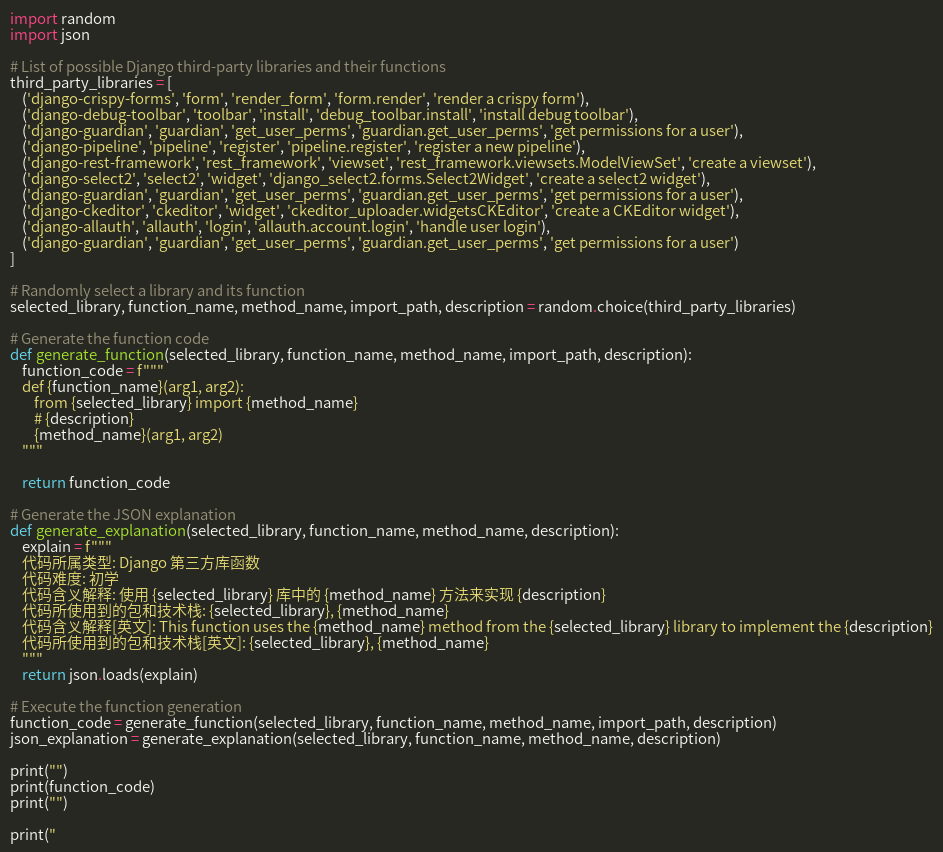 import random
import json
# List of possible Django third-party libraries and their functions
third_party_libraries = [
('django-crispy-forms', 'form', 'render_form', 'form.render', 'render a crispy form'),
('django-debug-toolbar', 'toolbar', 'install', 'debug_toolbar.install', 'install debug toolbar'),
('django-guardian', 'guardian', 'get_user_perms', 'guardian.get_user_perms', 'get permissions for a user'),
('django-pipeline', 'pipeline', 'register', 'pipeline.register', 'register a new pipeline'),
('django-rest-framework', 'rest_framework', 'viewset', 'rest_framework.viewsets.ModelViewSet', 'create a viewset'),
('django-select2', 'select2', 'widget', 'django_select2.forms.Select2Widget', 'create a select2 widget'),
('django-guardian', 'guardian', 'get_user_perms', 'guardian.get_user_perms', 'get permissions for a user'),
('django-ckeditor', 'ckeditor', 'widget', 'ckeditor_uploader.widgetsCKEditor', 'create a CKEditor widget'),
('django-allauth', 'allauth', 'login', 'allauth.account.login', 'handle user login'),
('django-guardian', 'guardian', 'get_user_perms', 'guardian.get_user_perms', 'get permissions for a user')
]
# Randomly select a library and its function
selected_library, function_name, method_name, import_path, description = random.choice(third_party_libraries)
# Generate the function code
def generate_function(selected_library, function_name, method_name, import_path, description):
function_code = f"""
def {function_name}(arg1, arg2):
from {selected_library} import {method_name}
# {description}
{method_name}(arg1, arg2)
"""
return function_code
# Generate the JSON explanation
def generate_explanation(selected_library, function_name, method_name, description):
explain = f"""
代码所属类型: Django 第三方库函数
代码难度: 初学
代码含义解释: 使用 {selected_library} 库中的 {method_name} 方法来实现 {description}
代码所使用到的包和技术栈: {selected_library}, {method_name}
代码含义解释[英文]: This function uses the {method_name} method from the {selected_library} library to implement the {description}
代码所使用到的包和技术栈[英文]: {selected_library}, {method_name}
"""
return json.loads(explain)
# Execute the function generation
function_code = generate_function(selected_library, function_name, method_name, import_path, description)
json_explanation = generate_explanation(selected_library, function_name, method_name, description)
print("")
print(function_code)
print("")
print("